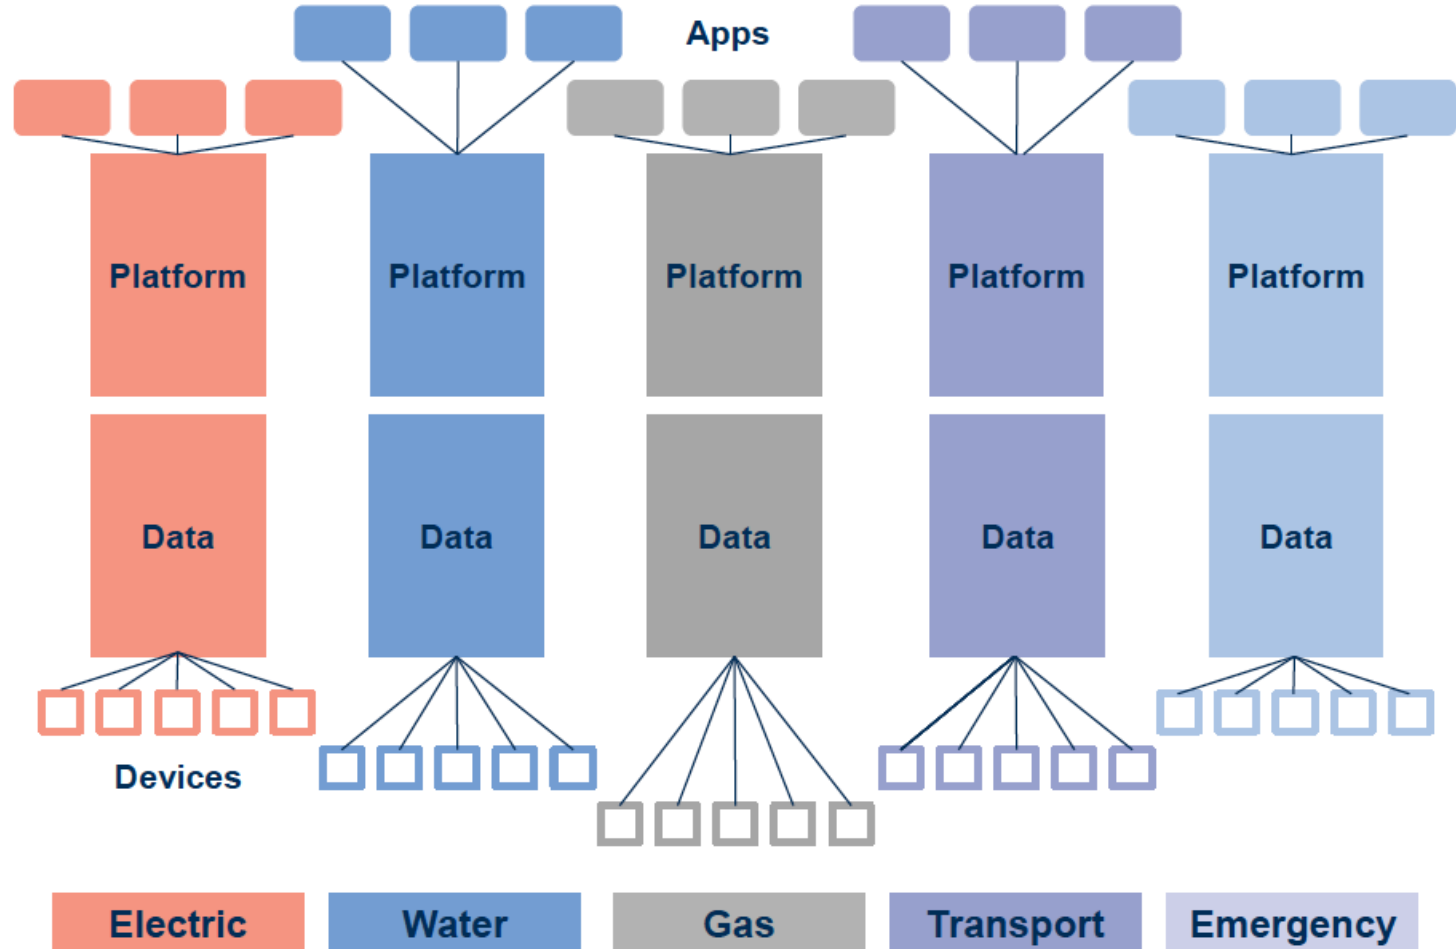 Apps
Platform
Platform
Platform
Platform
Platform
Data
Data
Data
Data
Data
Devices
Electric
Water
Gas
Transport
Emergency